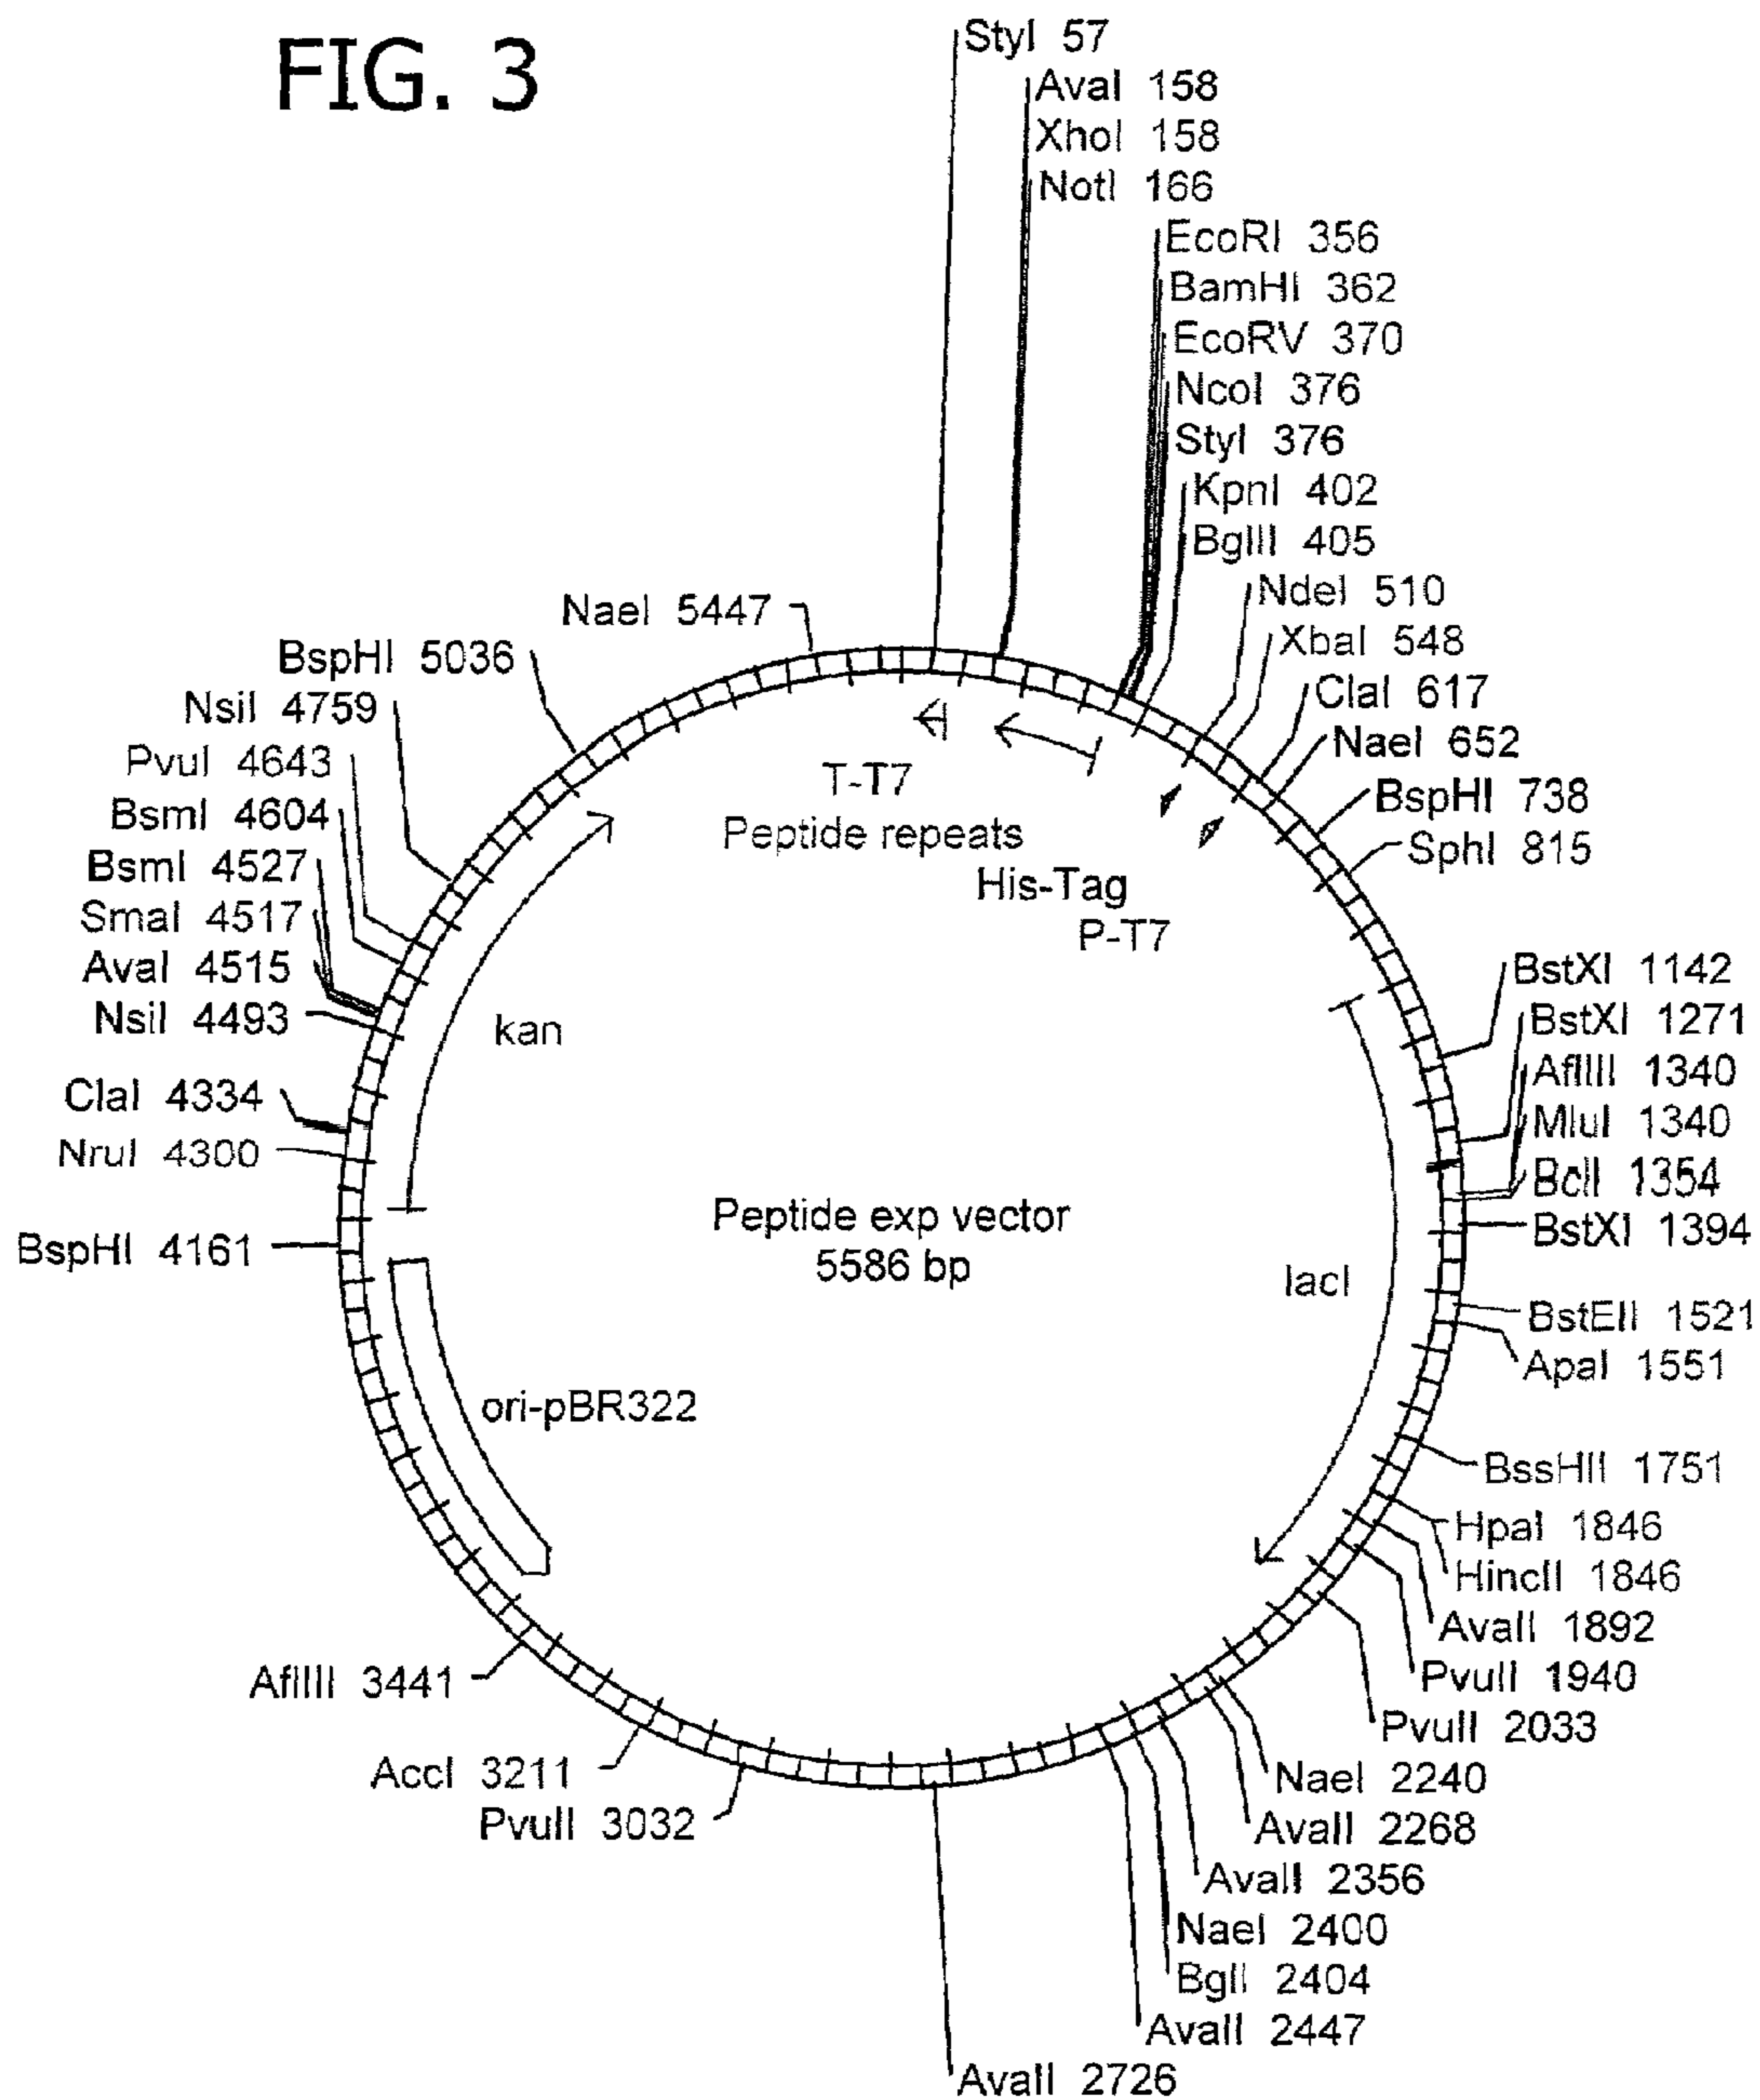 FIG. 3
StyI 57
AvaI 158
XhoI 158
NotI 166
EcoRI 356
BamHI 362
EcoRV 370
NcoI 376
StyI 376
KpnI 402
BglII 405
NdeI 510
XbaI 548
ClaI 617
NaeI 652
BspHI 738
SphI 815
BstXI 1142
BstXI 1271
AflIII 1340
MluI 1340
BclI 1354
BstXI 1394
BstEII 1521
ApaI 1551
BssHII 1751
HpaI 1846
HincII 1846
AvaII 1892
PvuII 1940
PvuII 2033
NaeI 2240
AvaII 2268
AvaII 2356
NaeI 2400
BglI 2404
AvaII 2447
AvaII 2726
PvuII 3032
AccI 3211
AflIII 3441
BspHI 4161
NruI 4300
ClaI 4334
NsiI 4493
AvaI 4515
SmaI 4517
BsmI 4527
BsmI 4604
PvuI 4643
NsiI 4759
BspHI 5036
NaeI 5447
T-T7
Peptide repeats
His-Tag
P-T7
kan
lacI
ori-pBR322
Peptide exp vector
5586 bp